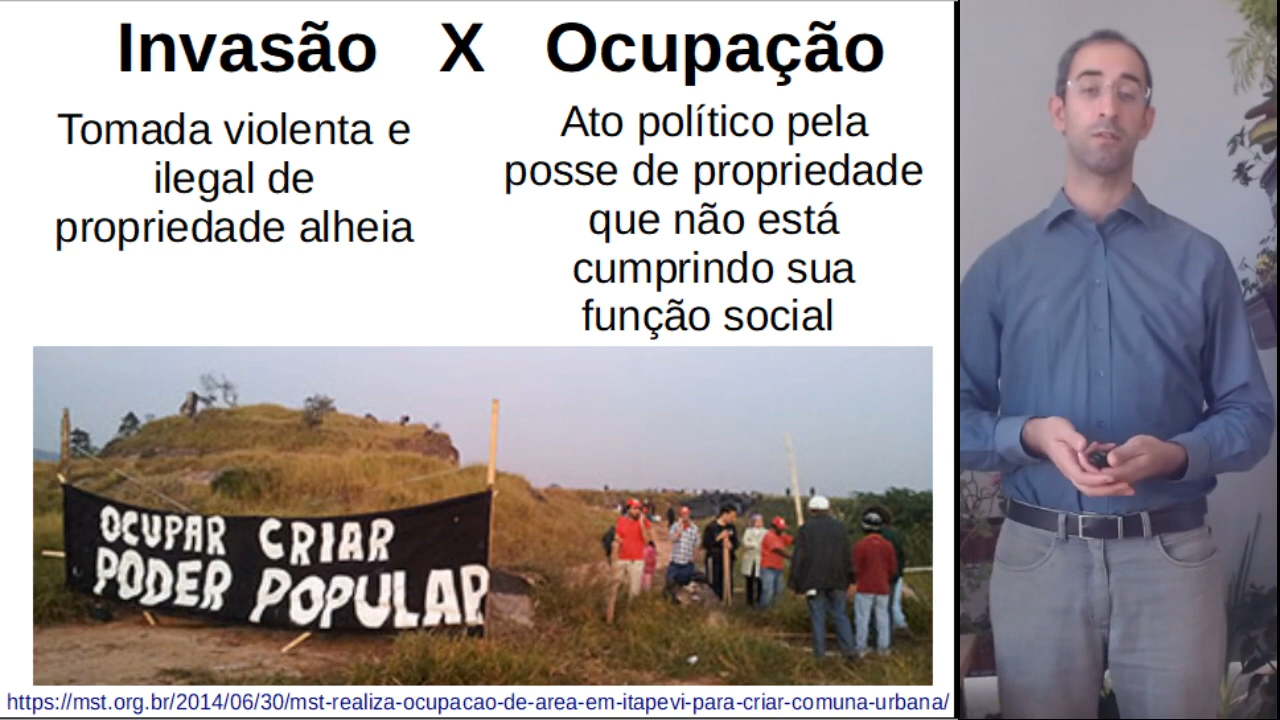 Invasão X Ocupação
Tomada violenta e
ilegal de
propriedade alheia
Ato político pela
posse de propriedade
que não está
cumprindo sua
função social
OCUPAR CRIAR
PODER POPULAR
https://mst.org.br/2014/06/30/mst-realiza-ocupacao-de-area-em-itapevi-para-criar-comuna-urbana/